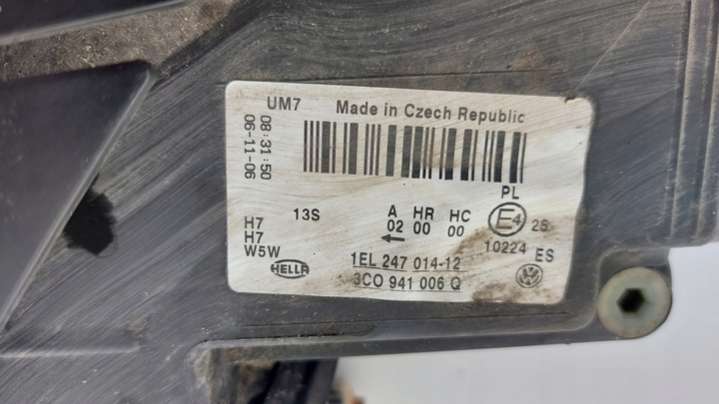 UM7 Made in Czech Republic
08:31:50
06-11-06
PL
13S A HR HC E4 25
02 00 00
10224 ES
H7
H7
W5W
HELLA 1EL 247 014-12
3C0 941 006 Q